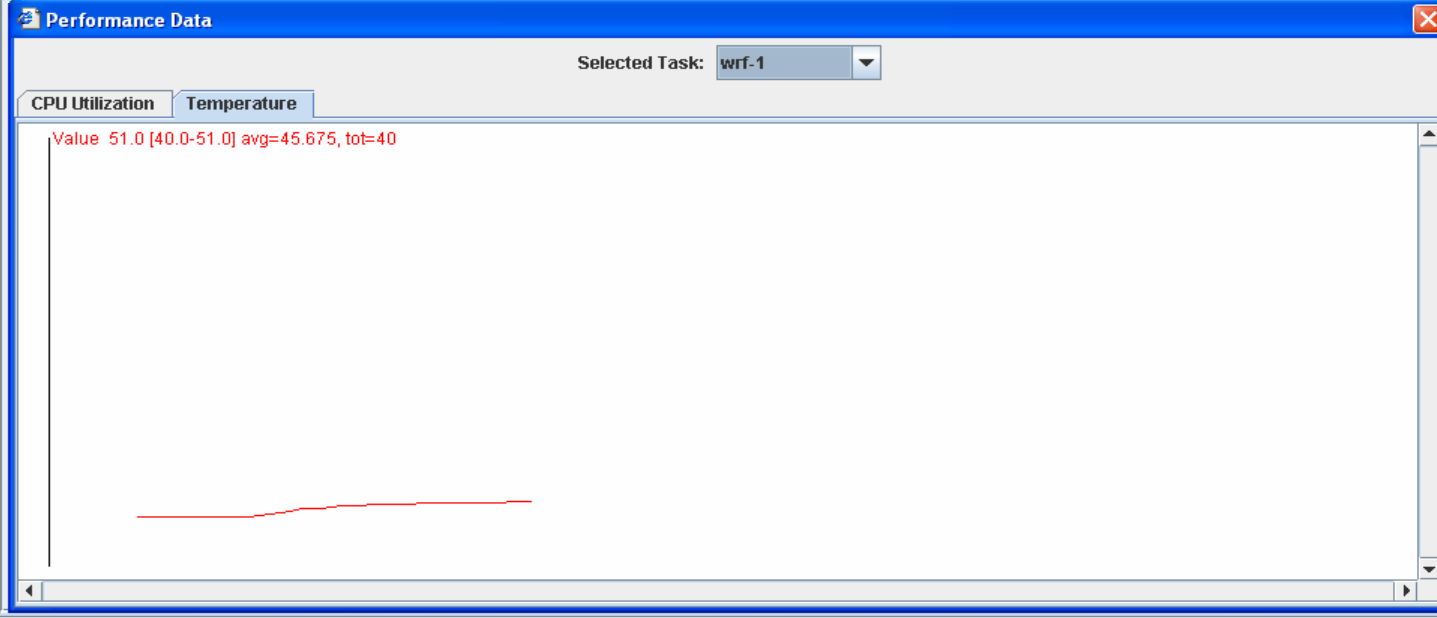 Performance Data
Selected Task: wrf-1
CPU Utilization Temperature
Value 51.0 [40.0-51.0] avg=45.675, tot=40